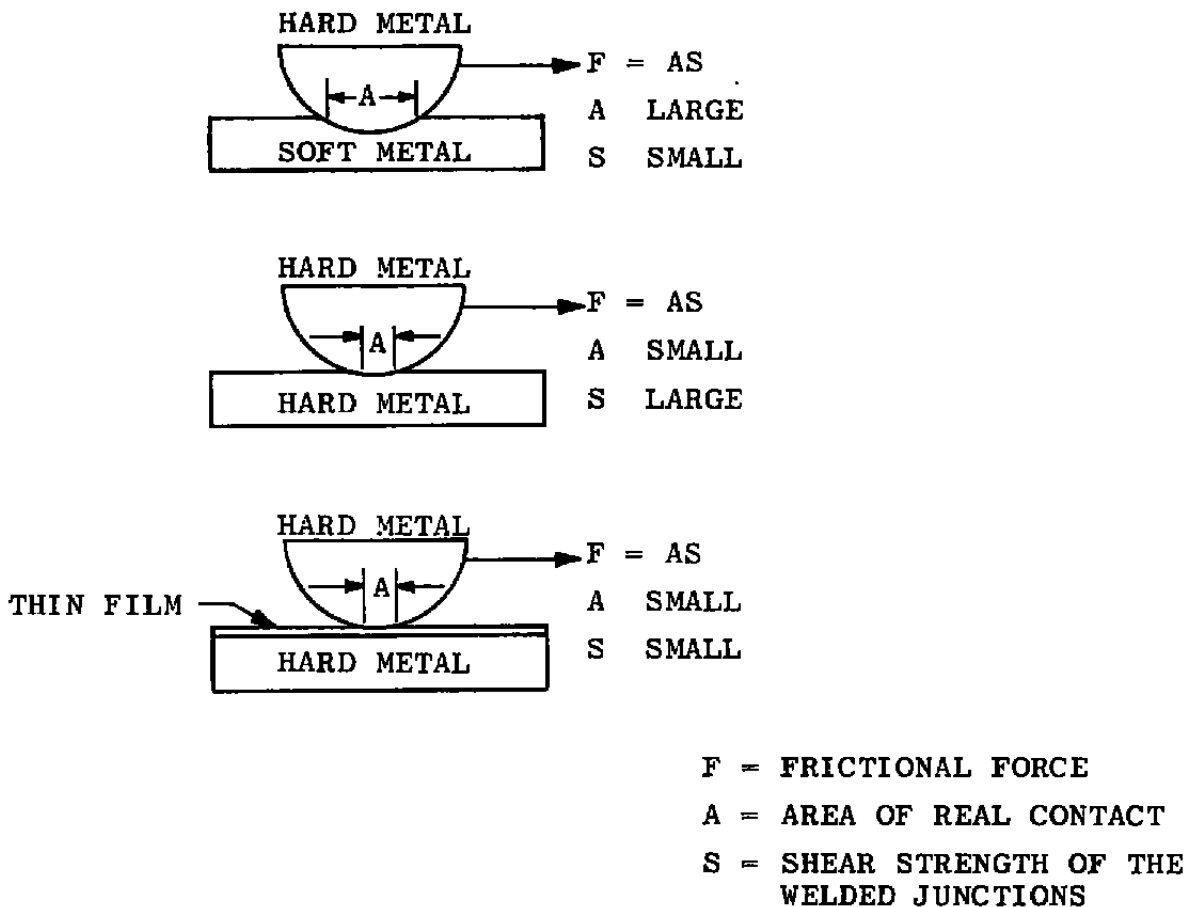 HARD METAL
F = AS
A
A LARGE
SOFT METAL
S SMALL
HARD METAL
F = AS
A
A SMALL
HARD METAL
S LARGE
HARD METAL
F = AS
A
THIN FILM
A SMALL
HARD METAL
S SMALL
F = FRICTIONAL FORCE
A = AREA OF REAL CONTACT
S = SHEAR STRENGTH OF THE
WELDED JUNCTIONS